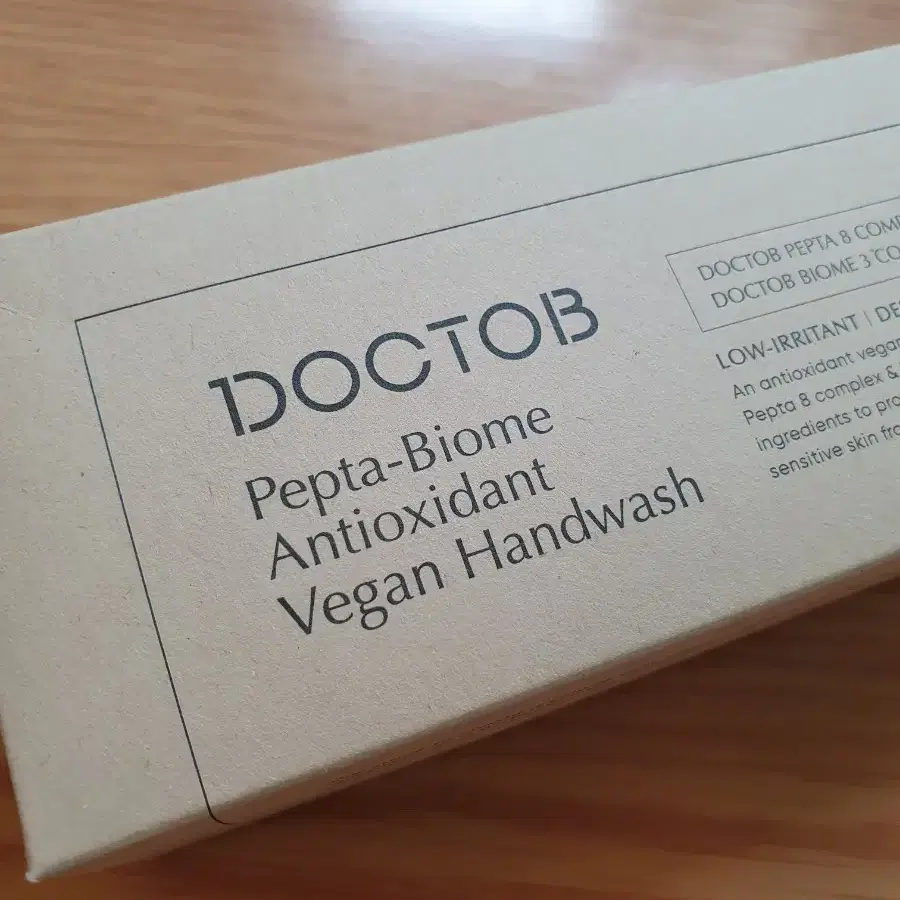 DOCTOB
Pepta-Biome
Antioxidant
Vegan Handwash
DOCTOB PEPTA 8
DOCTOB BIOME 3
LOW-IRRITANT |
An antioxidant vegan
Pepta 8 complex &
ingredients to
sensitive skin